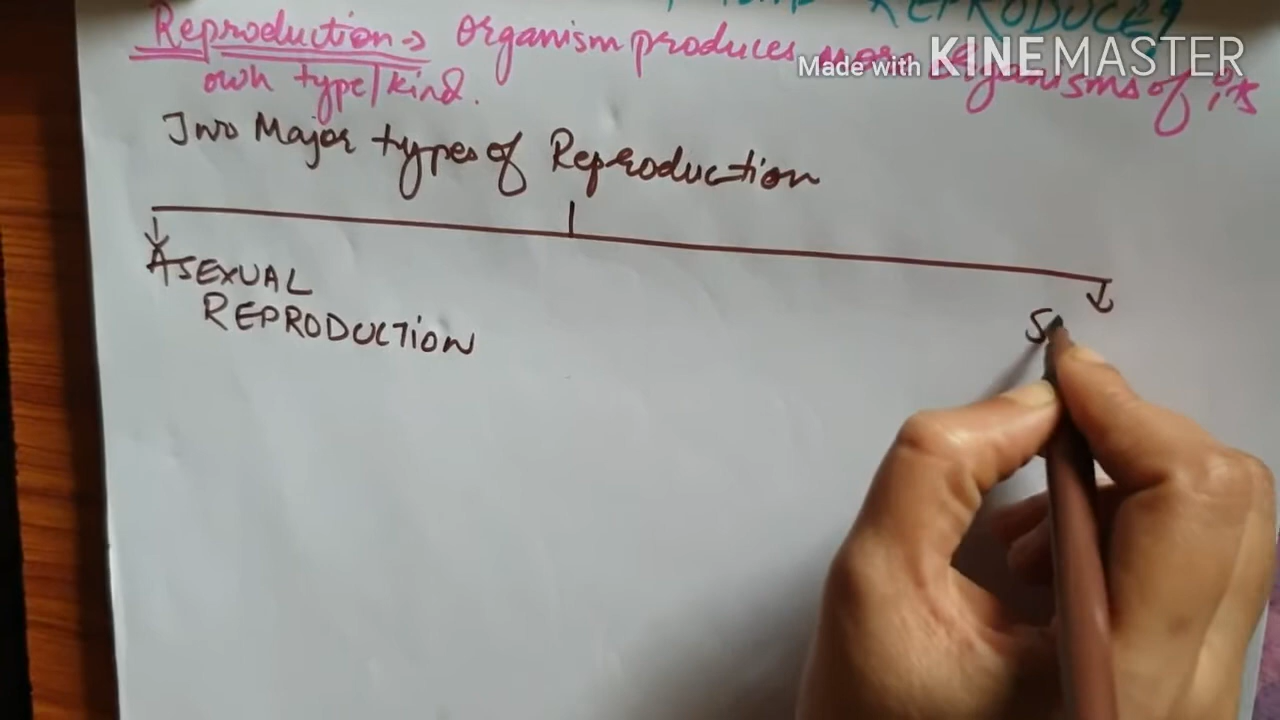 REPRODUCES?
Reproduction → Organism produces more organisms of its
own type/kind.
Made with KINEMASTER
Two Major types of Reproduction
ASEXUAL
REPRODUCTION
S